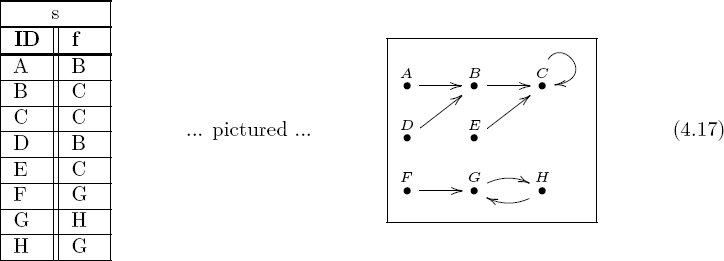 s
ID f
A B
B C
C C
D B
E C
F G
G H
H G
... pictured ...
A B C
D E
F G H
(4.17)